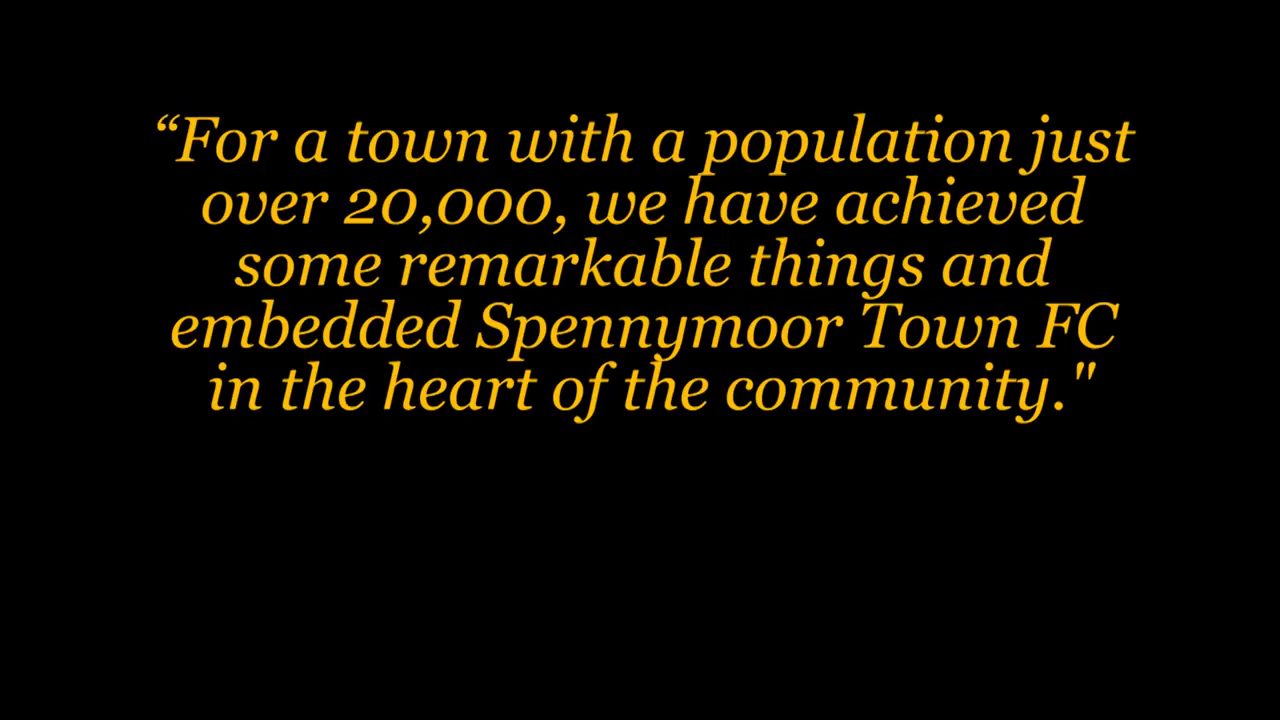 “For a town with a population just
over 20,000, we have achieved
some remarkable things and
embedded Spennymoor Town FC
in the heart of the community."